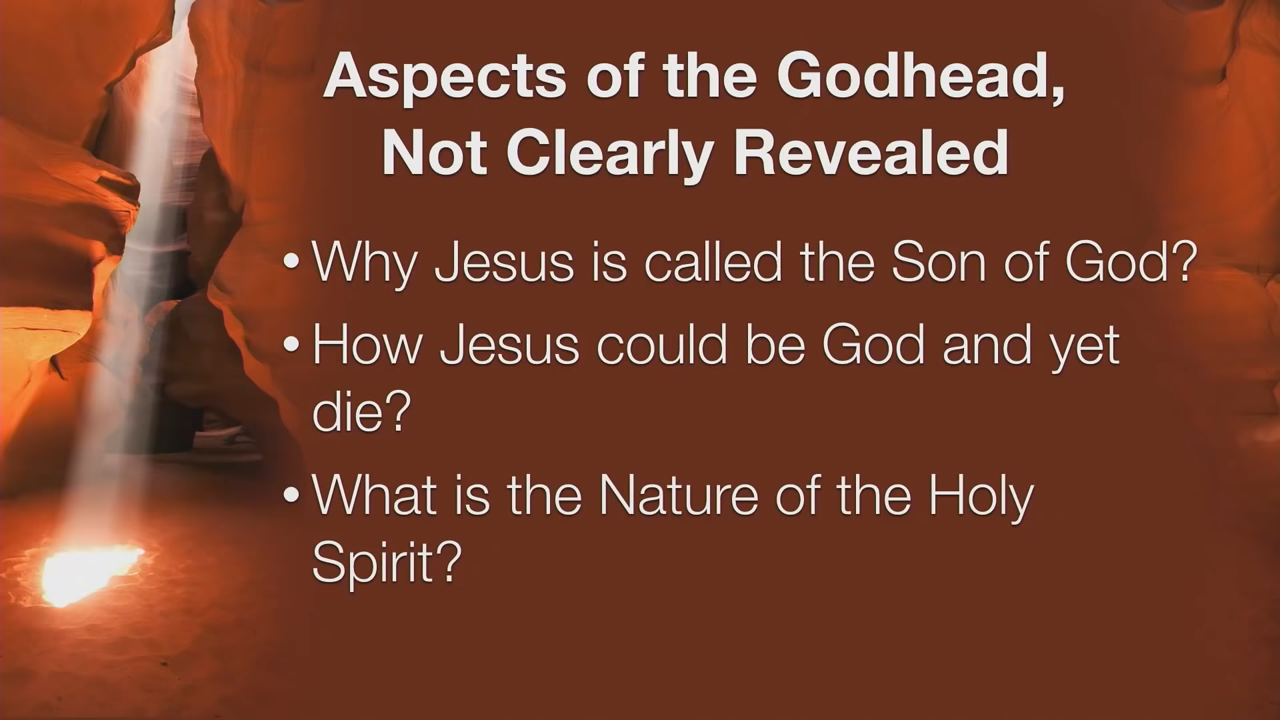 Aspects of the Godhead,
Not Clearly Revealed
• Why Jesus is called the Son of God?
• How Jesus could be God and yet
die?
• What is the Nature of the Holy
Spirit?